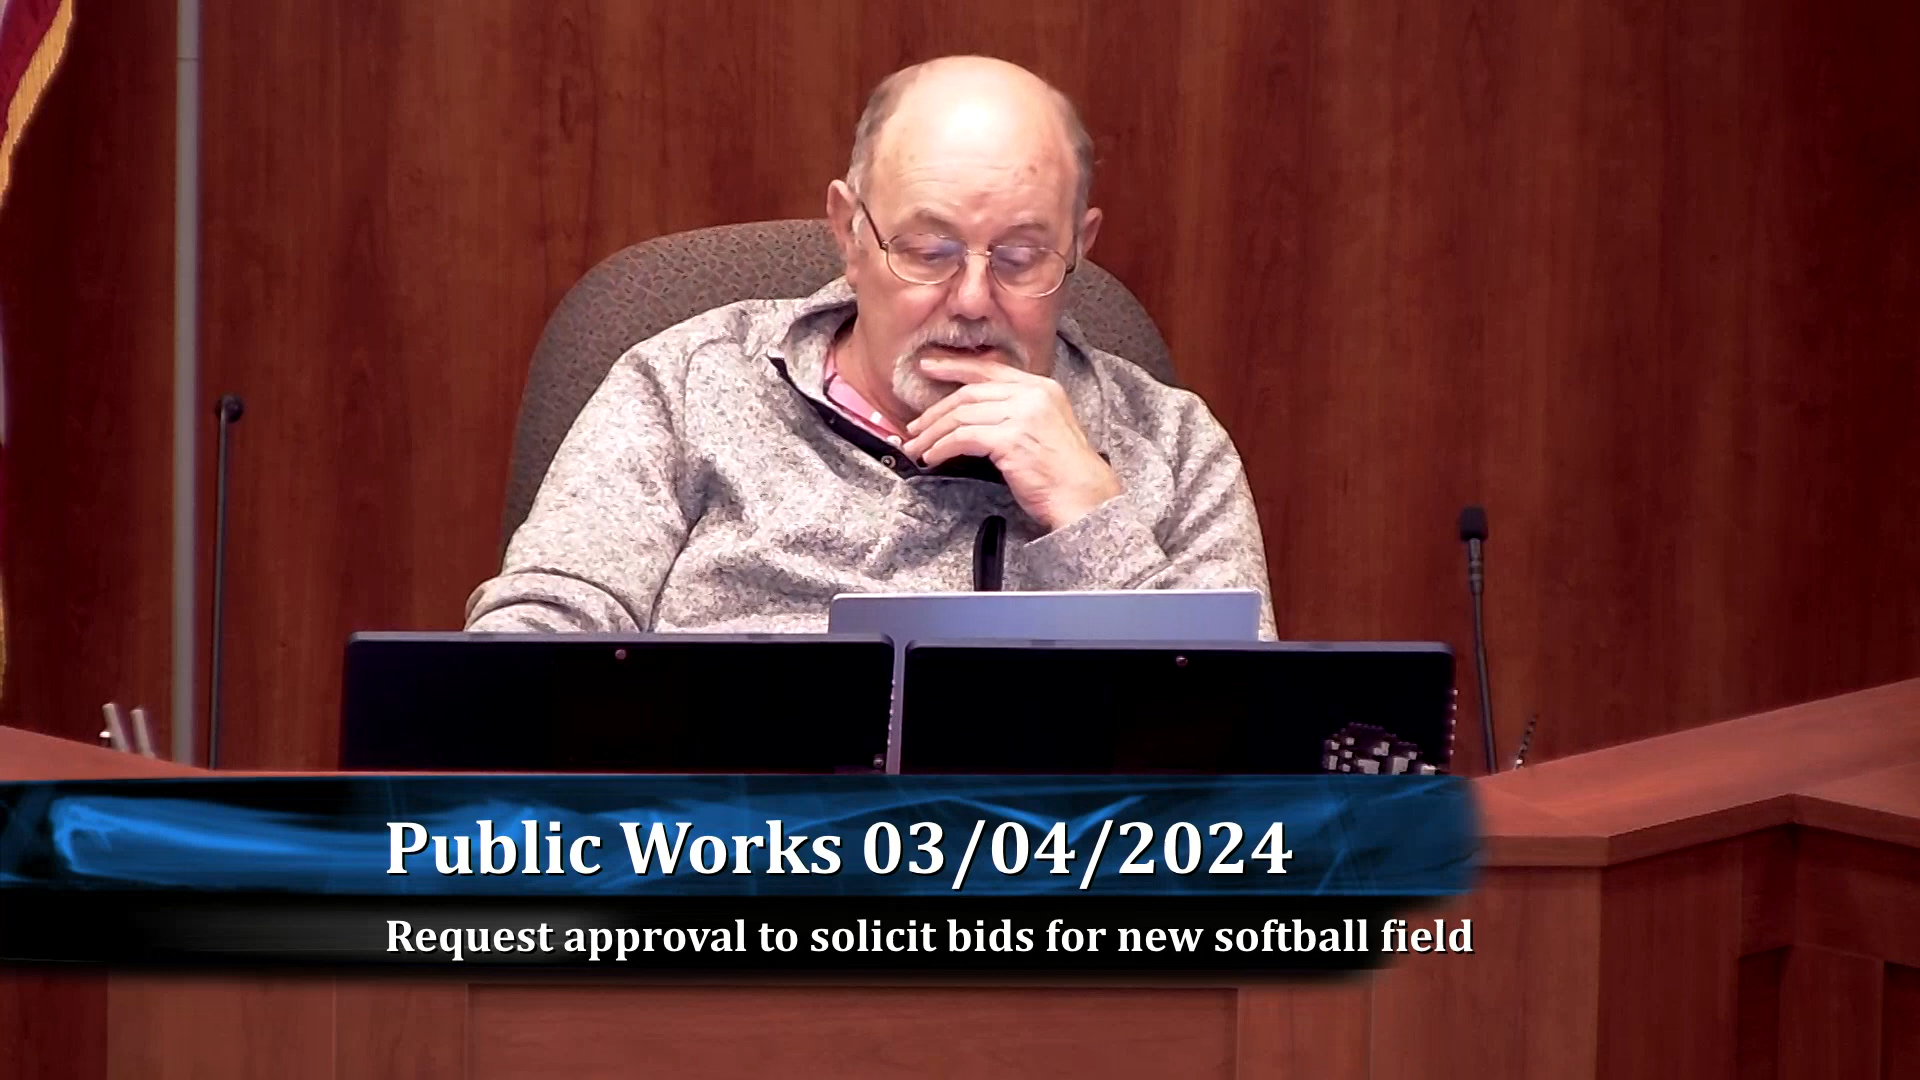 Public Works 03/04/2024
Request approval to solicit bids for new softball field